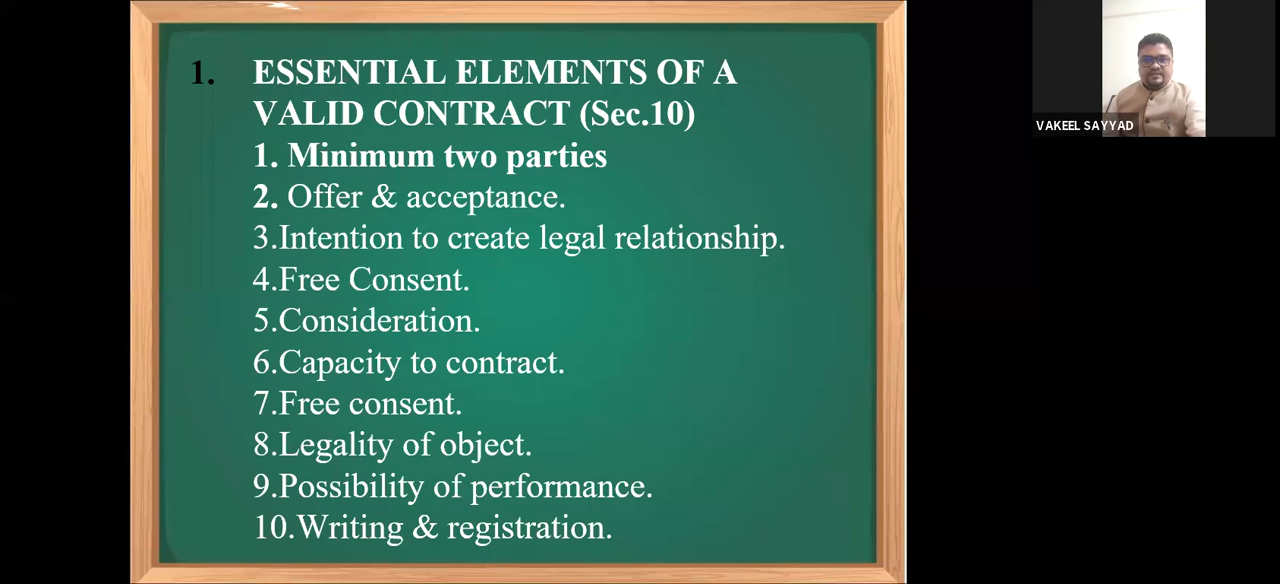 1. ESSENTIAL ELEMENTS OF A
VALID CONTRACT (Sec.10)
1. Minimum two parties
2. Offer & acceptance.
3.Intention to create legal relationship.
4.Free Consent.
5.Consideration.
6.Capacity to contract.
7.Free consent.
8.Legality of object.
9.Possibility of performance.
10.Writing & registration.
VAKEEL SAYYAD